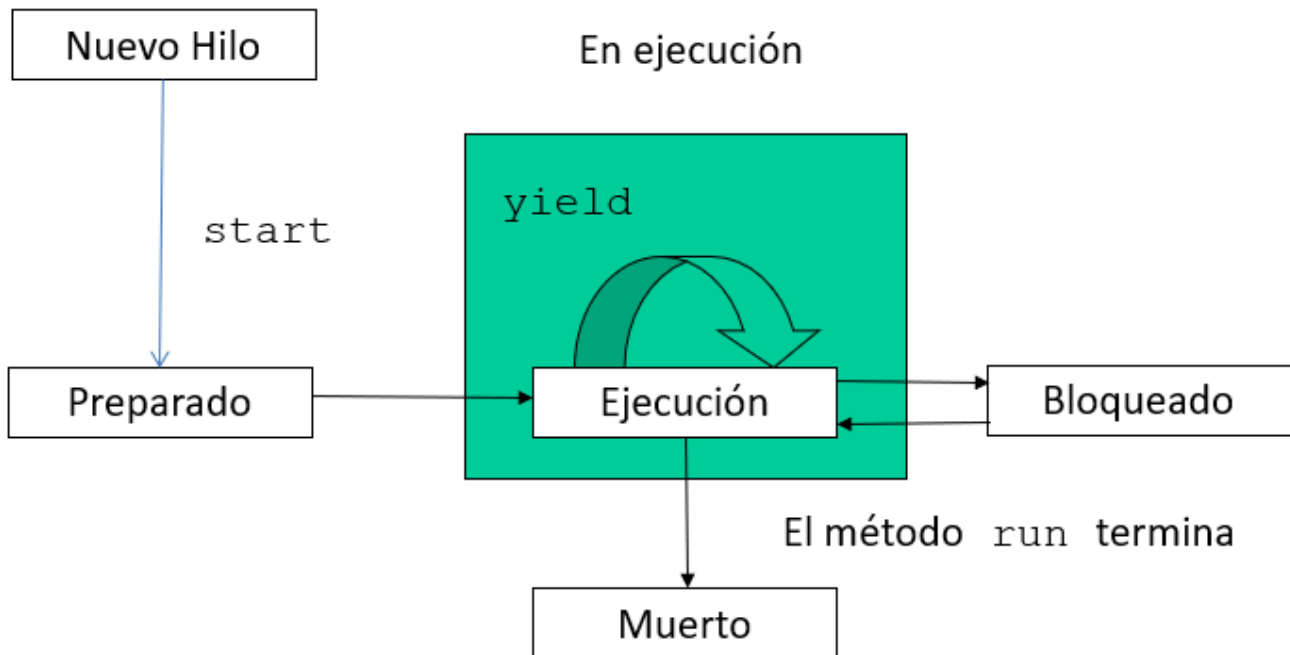 Nuevo Hilo
En ejecución
yield
start
Preparado
Ejecución
Bloqueado
El método run termina
Muerto